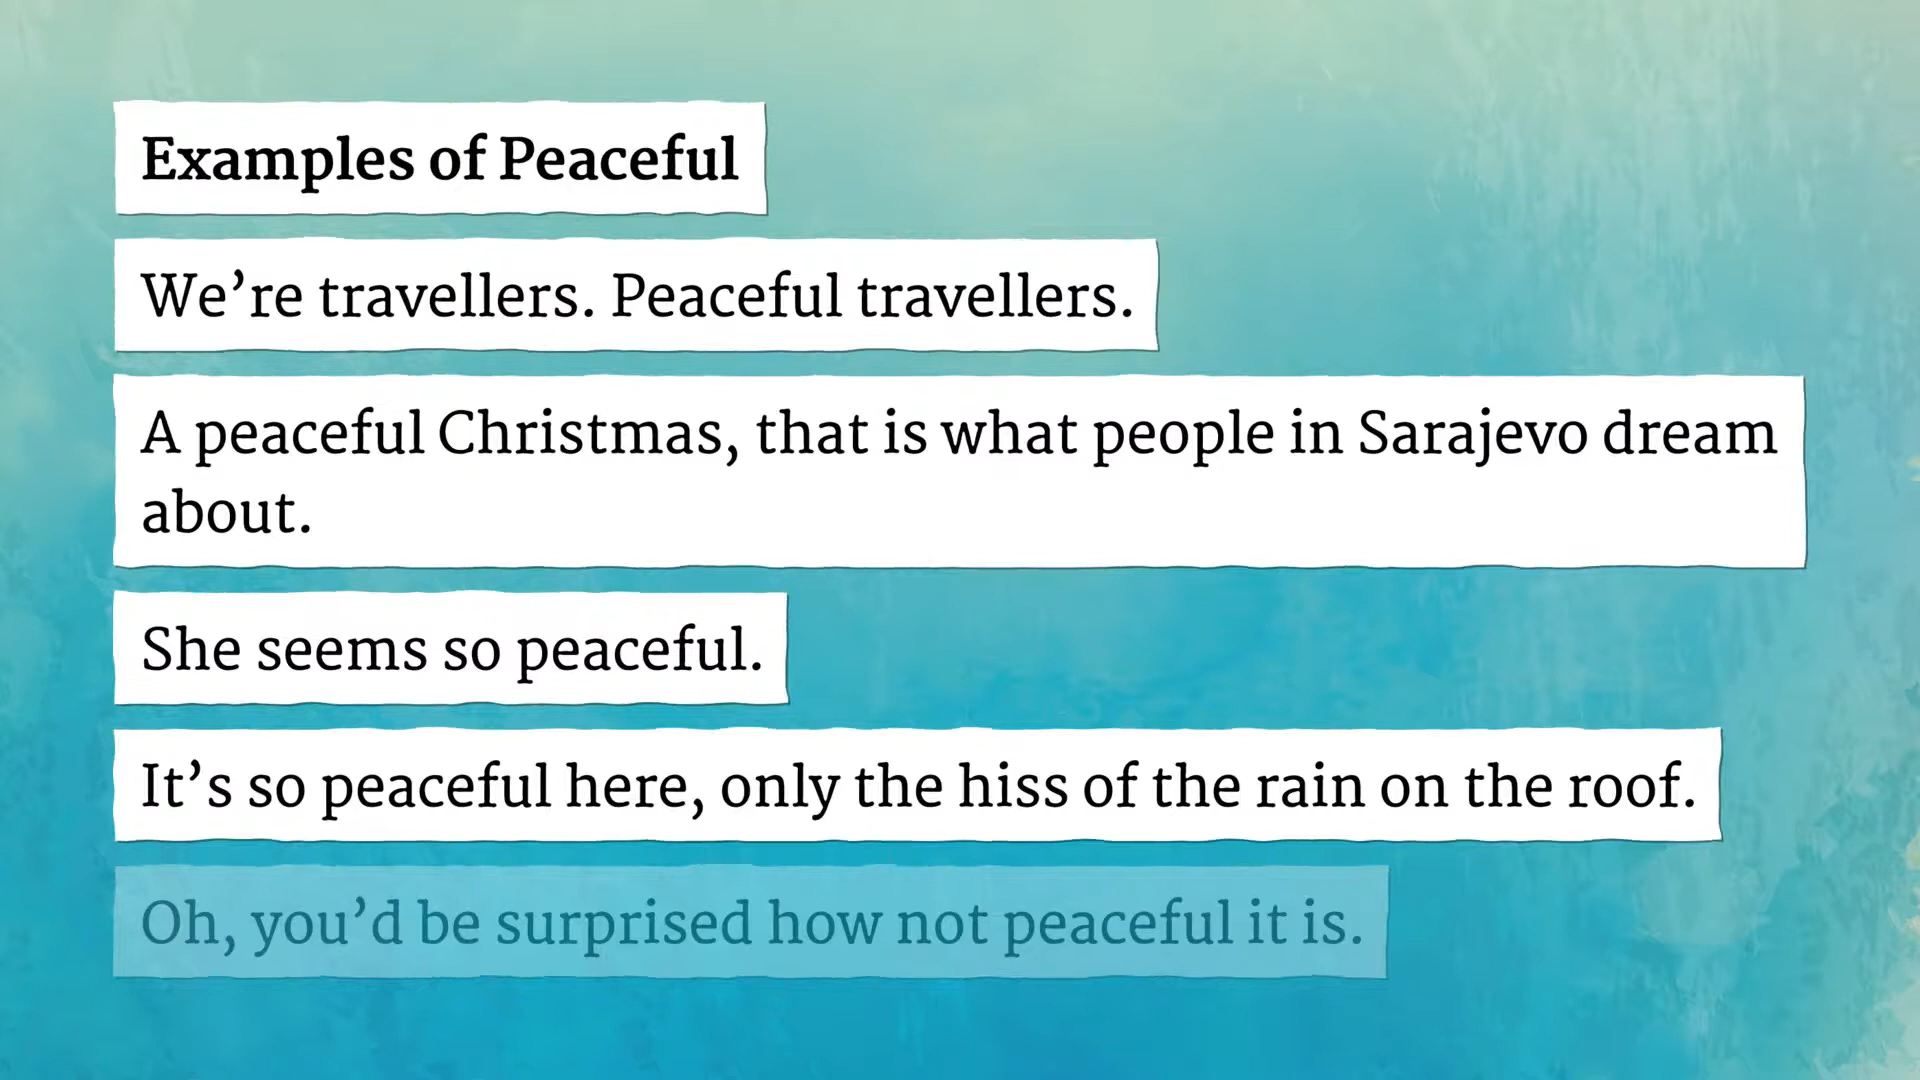 Examples of Peaceful
We’re travellers. Peaceful travellers.
A peaceful Christmas, that is what people in Sarajevo dream
about.
She seems so peaceful.
It’s so peaceful here, only the hiss of the rain on the roof.
Oh, you’d be surprised how not peaceful it is.